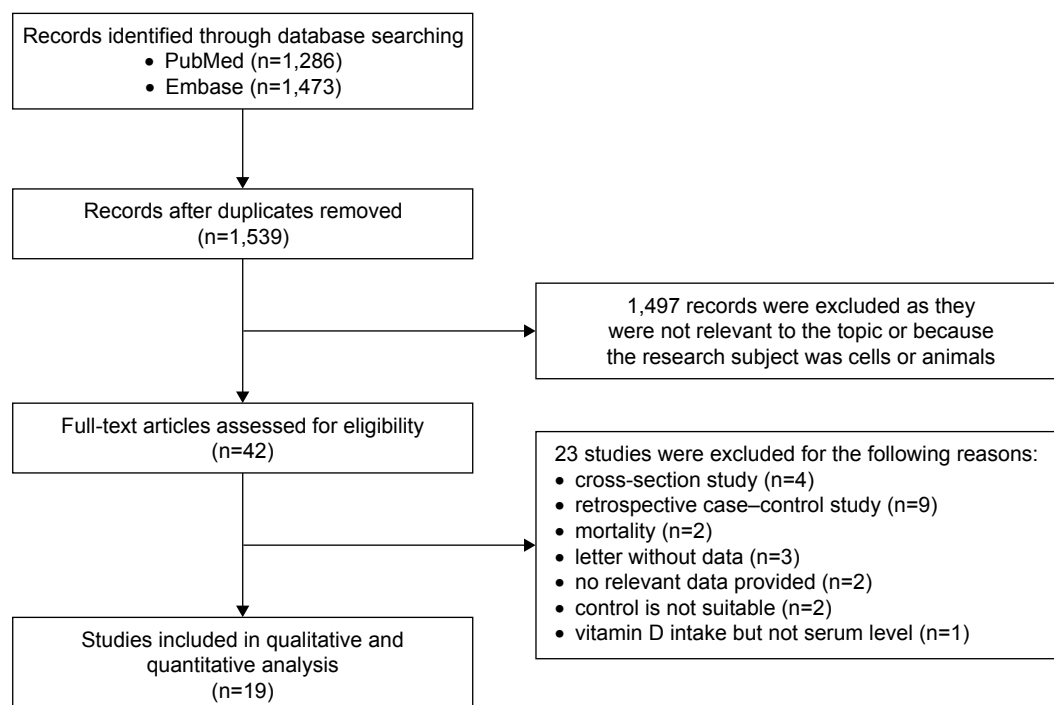 Records identified through database searching
• PubMed (n=1,286)
• Embase (n=1,473)
Records after duplicates removed
(n=1,539)
1,497 records were excluded as they
were not relevant to the topic or because
the research subject was cells or animals
Full-text articles assessed for eligibility
(n=42)
23 studies were excluded for the following reasons:
• cross-section study (n=4)
• retrospective case–control study (n=9)
• mortality (n=2)
• letter without data (n=3)
• no relevant data provided (n=2)
• control is not suitable (n=2)
• vitamin D intake but not serum level (n=1)
Studies included in qualitative and
quantitative analysis
(n=19)